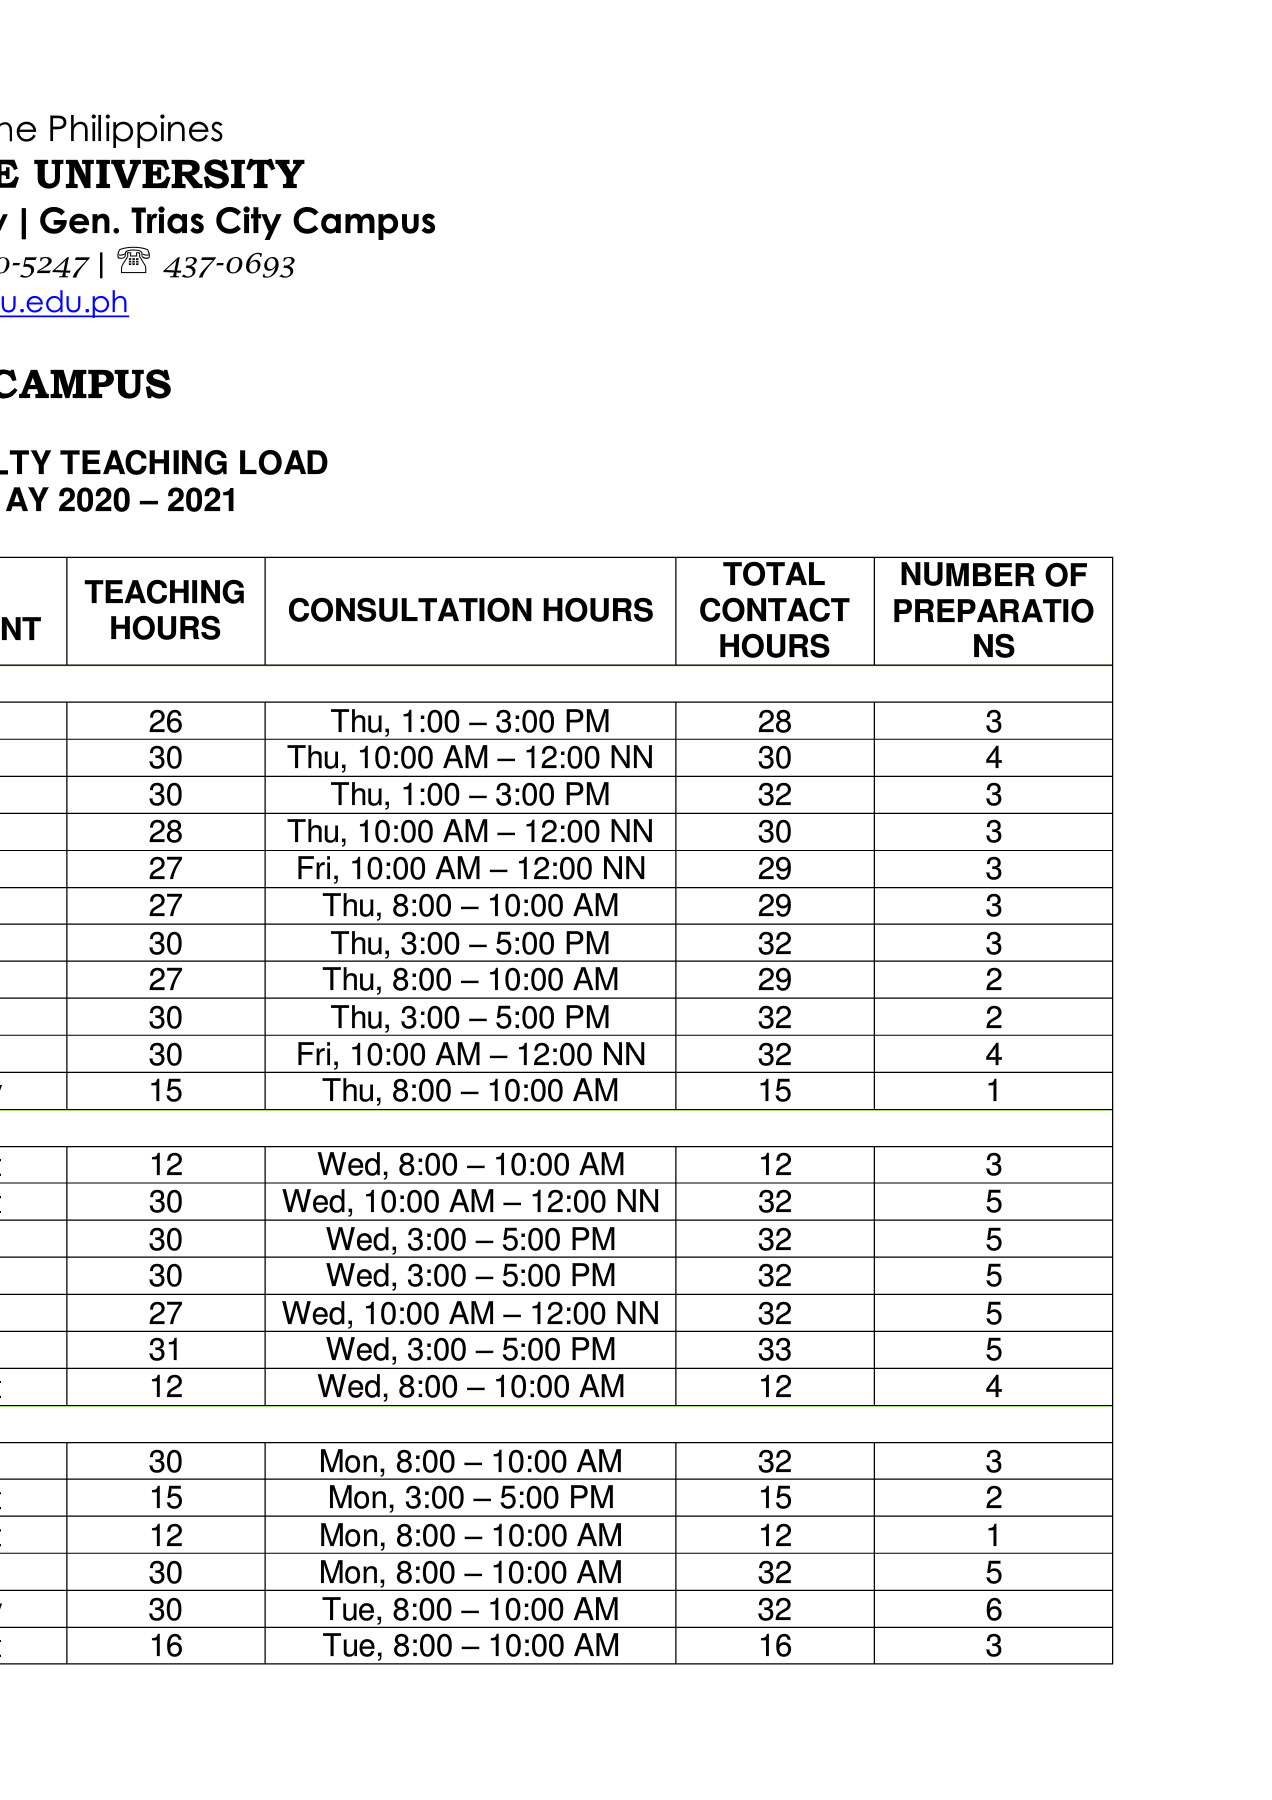 ne Philippines
E UNIVERSITY
y | Gen. Trias City Campus
0-5247 | ☏ 437-0693
u.edu.ph
CAMPUS
LTY TEACHING LOAD
AY 2020 – 2021
NT TEACHING HOURS CONSULTATION HOURS TOTAL CONTACT HOURS NUMBER OF PREPARATIO NS
26 Thu, 1:00 – 3:00 PM 28 3
30 Thu, 10:00 AM – 12:00 NN 30 4
30 Thu, 1:00 – 3:00 PM 32 3
28 Thu, 10:00 AM – 12:00 NN 30 3
27 Fri, 10:00 AM – 12:00 NN 29 3
27 Thu, 8:00 – 10:00 AM 29 3
30 Thu, 3:00 – 5:00 PM 32 3
27 Thu, 8:00 – 10:00 AM 29 2
30 Thu, 3:00 – 5:00 PM 32 2
30 Fri, 10:00 AM – 12:00 NN 32 4
15 Thu, 8:00 – 10:00 AM 15 1
12 Wed, 8:00 – 10:00 AM 12 3
30 Wed, 10:00 AM – 12:00 NN 32 5
30 Wed, 3:00 – 5:00 PM 32 5
30 Wed, 3:00 – 5:00 PM 32 5
27 Wed, 10:00 AM – 12:00 NN 32 5
31 Wed, 3:00 – 5:00 PM 33 5
12 Wed, 8:00 – 10:00 AM 12 4
30 Mon, 8:00 – 10:00 AM 32 3
15 Mon, 3:00 – 5:00 PM 15 2
12 Mon, 8:00 – 10:00 AM 12 1
30 Mon, 8:00 – 10:00 AM 32 5
30 Tue, 8:00 – 10:00 AM 32 6
16 Tue, 8:00 – 10:00 AM 16 3